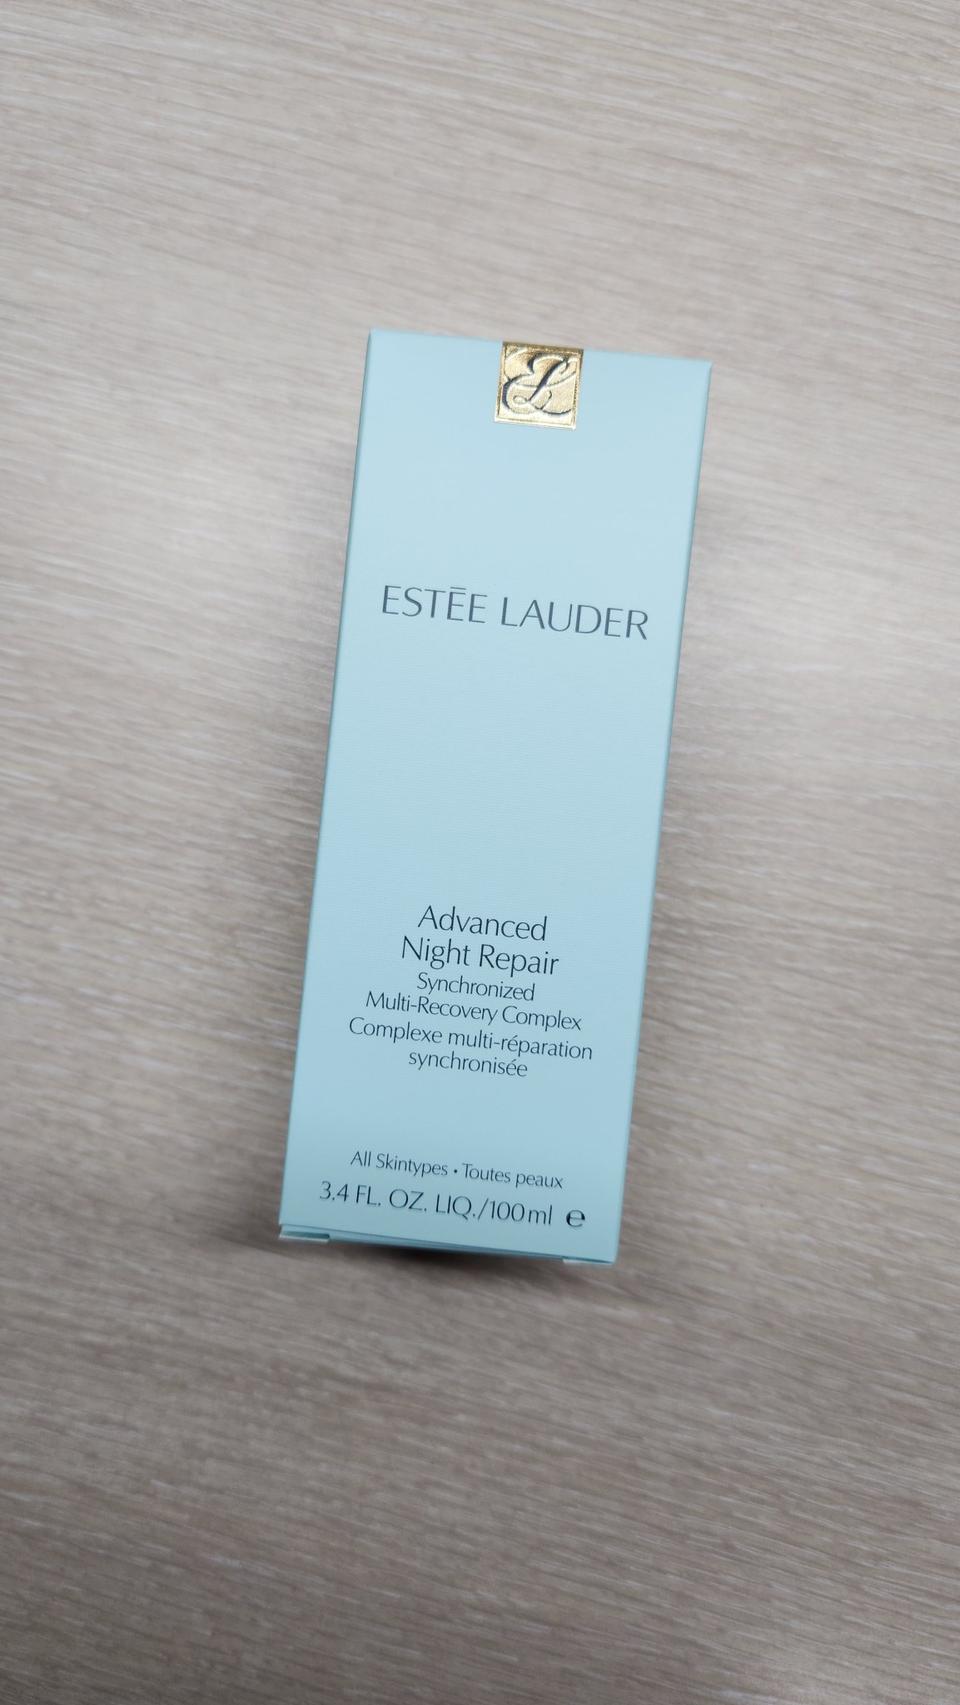 EL
ESTĒE LAUDER
Advanced
Night Repair
Synchronized
Multi-Recovery Complex
Complexe multi-réparation
synchronisée
All Skintypes • Toutes peaux
3.4 FL. OZ. LIQ./100ml ℮